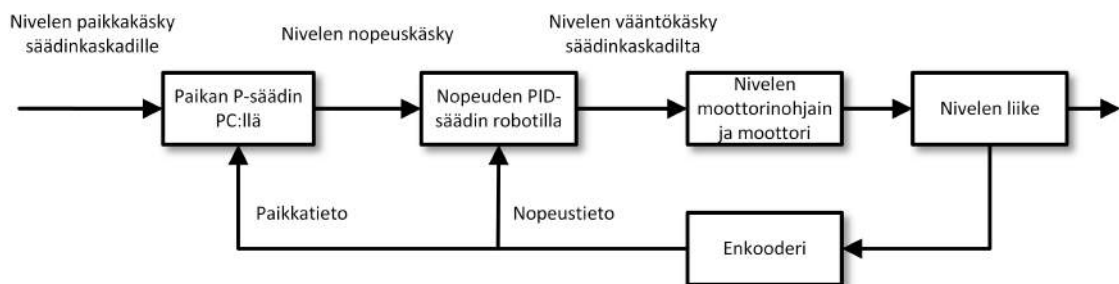 Nivelen paikkakäsky
säädinkaskadille
Nivelen nopeuskäsky
Nivelen vääntökäsky
säädinkaskadilta
Paikan P-säädin
PC:llä
Nopeuden PID-
säädin robotilla
Nivelen
moottorinohjain
ja moottori
Nivelen liike
Paikkatieto
Nopeustieto
Enkooderi